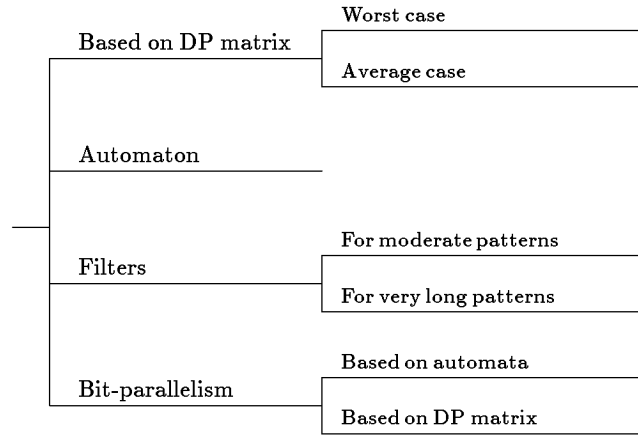 Based on DP matrix
Worst case
Average case
Automaton
Filters
For moderate patterns
For very long patterns
Bit-parallelism
Based on automata
Based on DP matrix